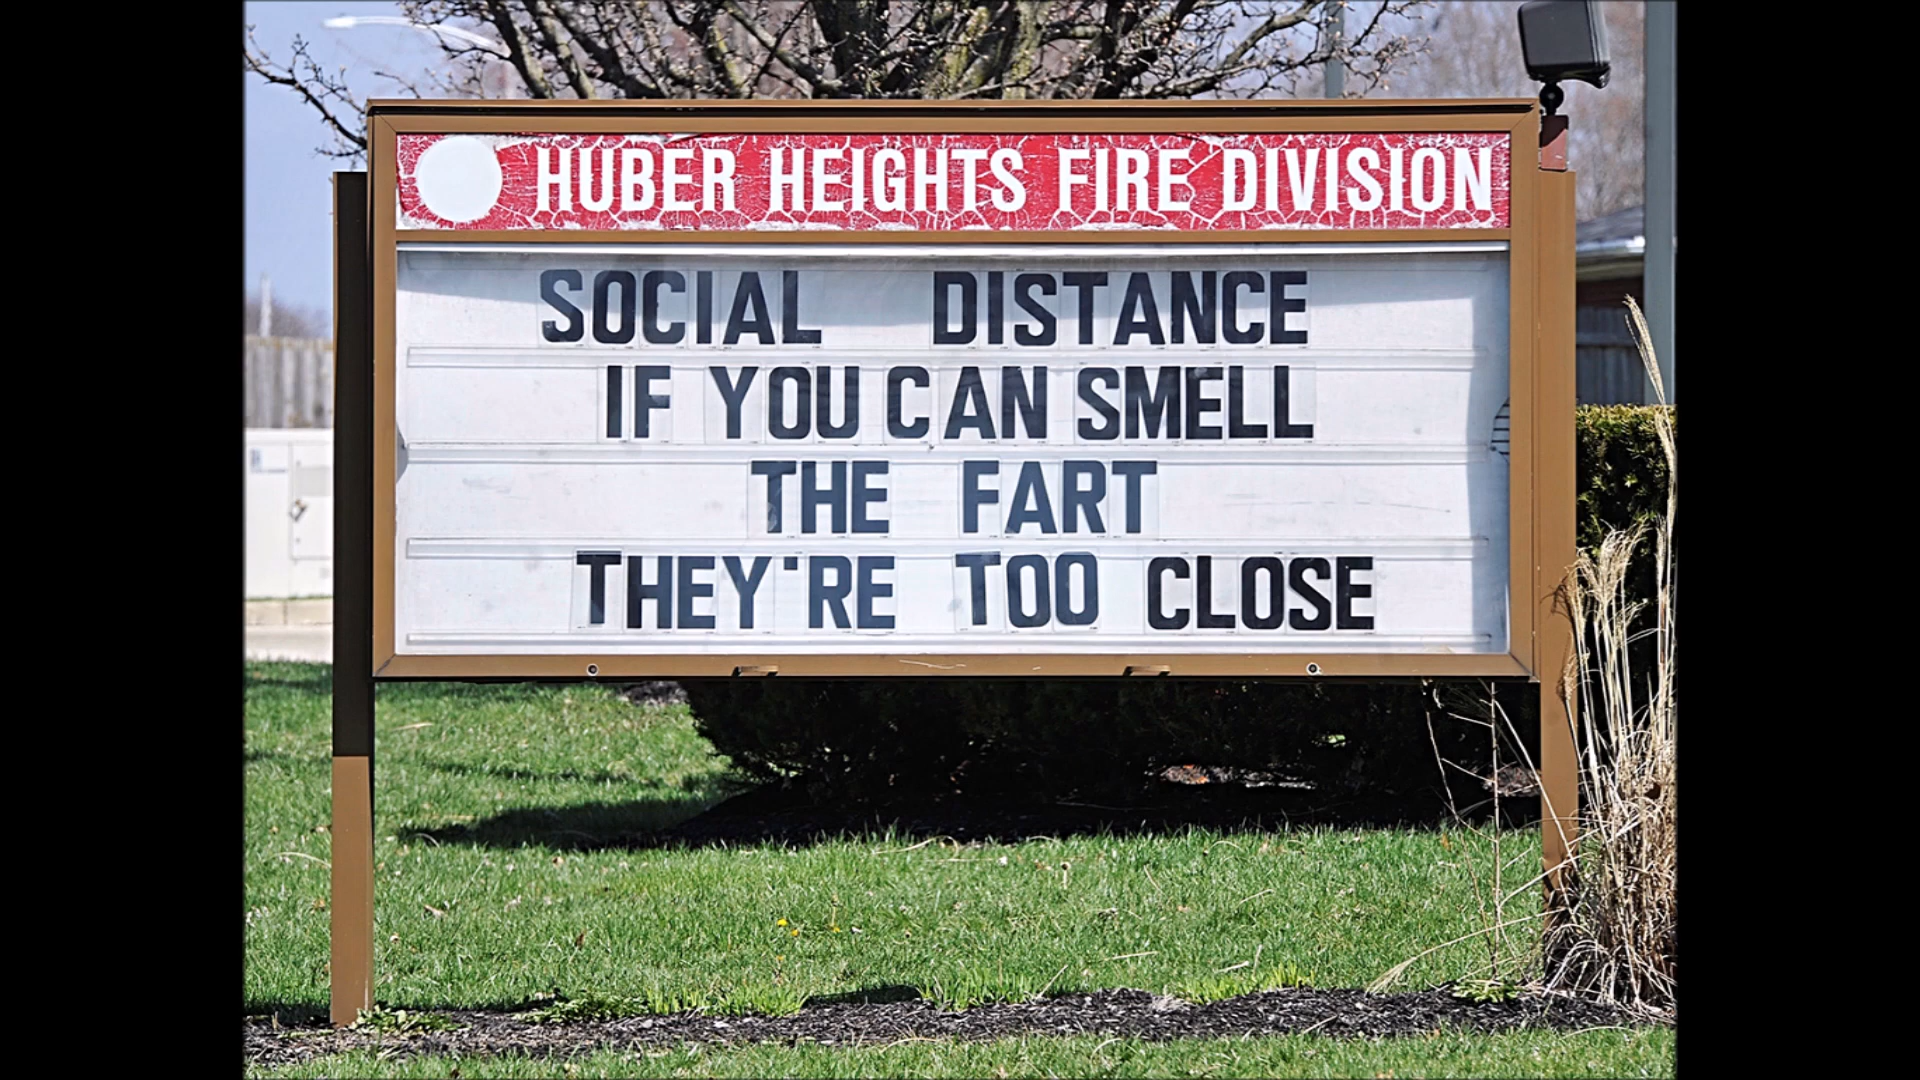 HUBER HEIGHTS FIRE DIVISION
SOCIAL DISTANCE
IF YOU CAN SMELL
THE FART
THEY'RE TOO CLOSE